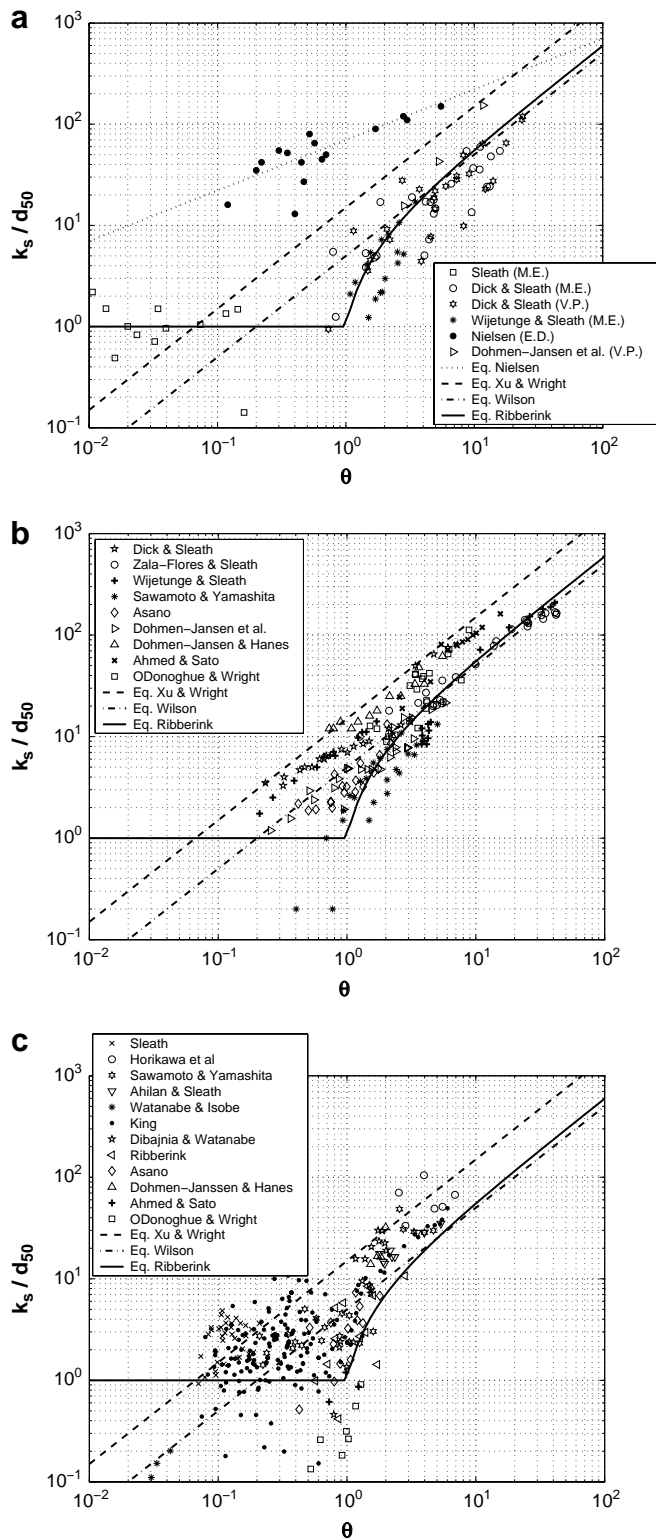 a
10^3
10^2
10^1
10^0
10^−1
k_s / d_50
10^−2
10^−1
10^0
10^1
10^2
θ
Sleath (M.E.)
Dick & Sleath (M.E.)
Dick & Sleath (V.P.)
Wijetunge & Sleath (M.E.)
Nielsen (E.D.)
Dohmen−Jansen et al. (V.P.)
Eq. Nielsen
Eq. Xu & Wright
Eq. Wilson
Eq. Ribberink
b
10^3
10^2
10^1
10^0
10^−1
k_s / d_50
Dick & Sleath
Zala−Flores & Sleath
Wijetunge & Sleath
Sawamoto & Yamashita
Asano
Dohmen−Jansen et al.
Dohmen−Jansen & Hanes
Ahmed & Sato
ODonoghue & Wright
Eq. Xu & Wright
Eq. Wilson
Eq. Ribberink
10^−2
10^−1
10^0
10^1
10^2
θ
c
10^3
10^2
10^1
10^0
10^−1
k_s / d_50
Sleath
Horikawa et al
Sawamoto & Yamashita
Ahilan & Sleath
Watanabe & Isobe
King
Dibajnia & Watanabe
Ribberink
Asano
Dohmen−Janssen & Hanes
Ahmed & Sato
ODonoghue & Wright
Eq. Xu & Wright
Eq. Wilson
Eq. Ribberink
10^−2
10^−1
10^0
10^1
10^2
θ